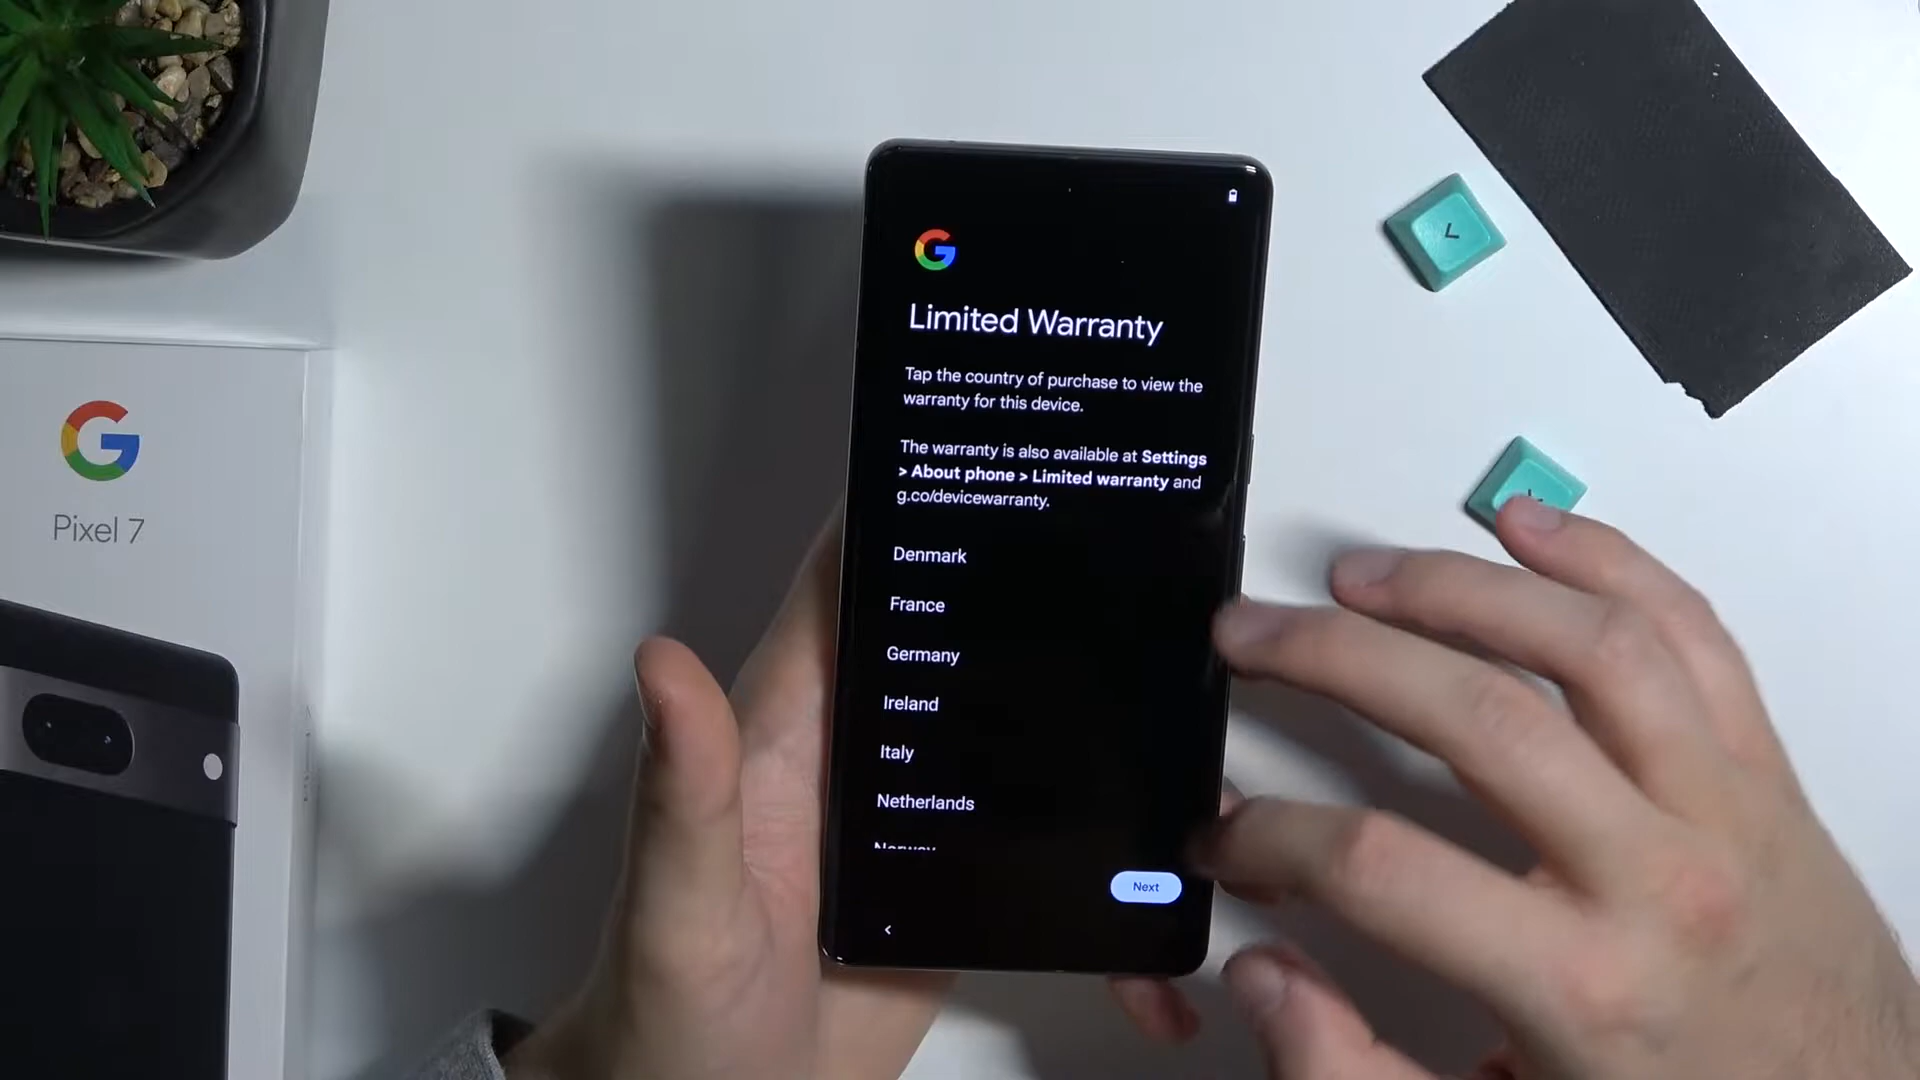 Limited Warranty
Tap the country of purchase to view the
warranty for this device.
The warranty is also available at Settings
> About phone > Limited warranty and
g.co/devicewarranty.
Denmark
France
Germany
Ireland
Italy
Netherlands
Norway
Next
G
Pixel 7